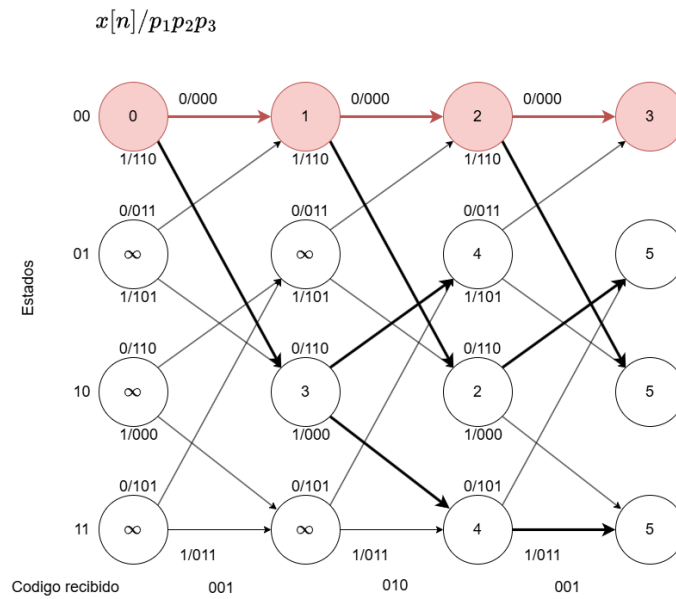 x[n]/p₁p₂p₃
0/000 0/000 0/000
00 0 1 2 3
1/110 1/110 1/110
0/011 0/011 0/011
01 ∞ ∞ 4 5
1/101 1/101 1/101
Estados
0/110 0/110 0/110
10 ∞ 3 2 5
1/000 1/000 1/000
0/101 0/101 0/101
11 ∞ ∞ 4 5
1/011 1/011 1/011
Codigo recibido 001 010 001